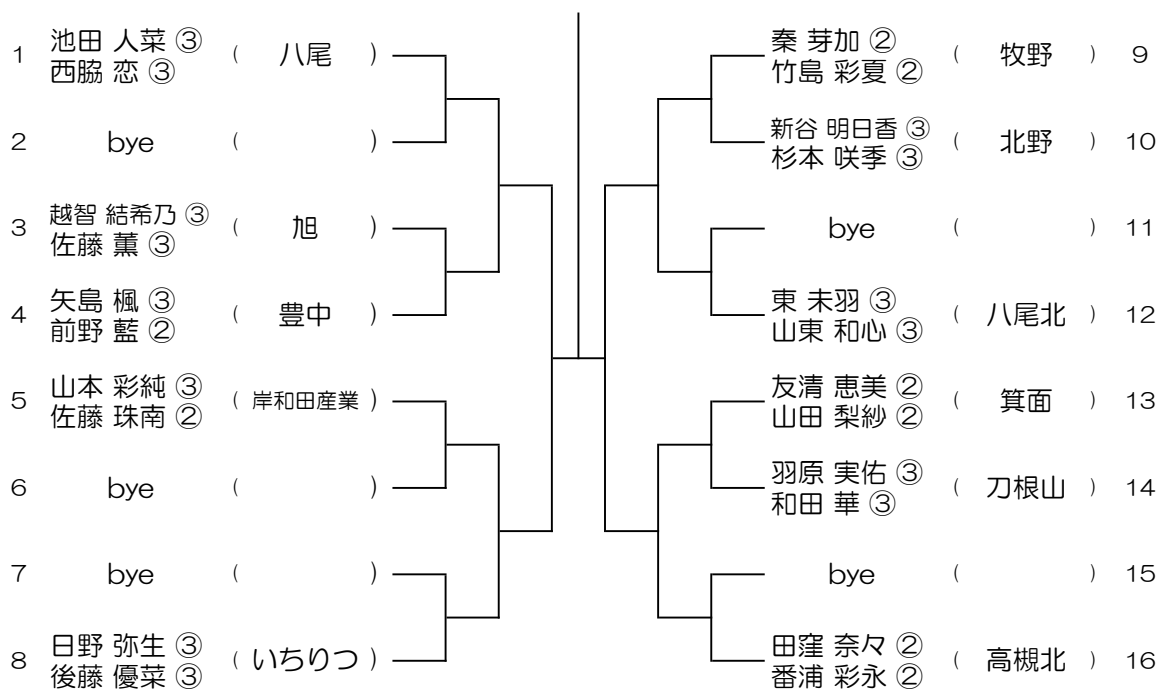 1 池田 人菜 ③ ( 八尾 )
西脇 恋 ③
2 bye ( )
3 越智 結希乃 ③ ( 旭 )
佐藤 薫 ③
4 矢島 楓 ③ ( 豊中 )
前野 藍 ②
5 山本 彩純 ③ ( 岸和田産業 )
佐藤 珠南 ②
6 bye ( )
7 bye ( )
8 日野 弥生 ③ ( いちりつ )
後藤 優菜 ③
秦 芽加 ② ( 牧野 ) 9
竹島 彩夏 ②
新谷 明日香 ③ ( 北野 ) 10
杉本 咲季 ③
bye ( ) 11
東 未羽 ③ ( 八尾北 ) 12
山東 和心 ③
友清 恵美 ② ( 箕面 ) 13
山田 梨紗 ②
羽原 実佑 ③ ( 刀根山 ) 14
和田 華 ③
bye ( ) 15
田窪 奈々 ② ( 高槻北 ) 16
番浦 彩永 ②